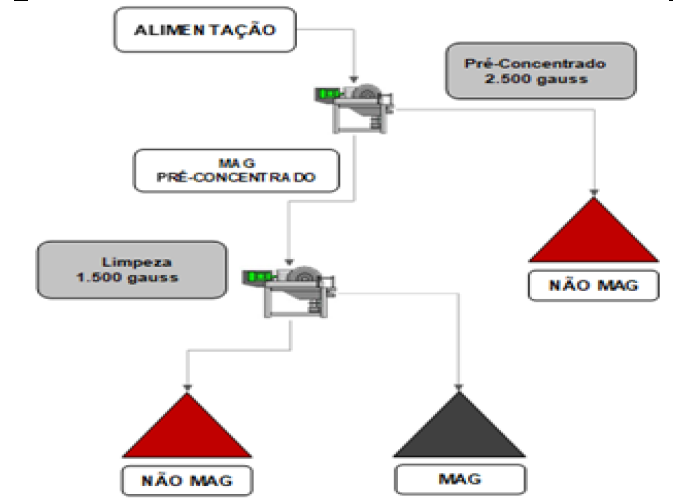 ALIMENTAÇÃO
Pré-Concentrado
2.500 gauss
MAG
PRÉ-CONCENTRADO
NÃO MAG
Limpeza
1.500 gauss
NÃO MAG
MAG